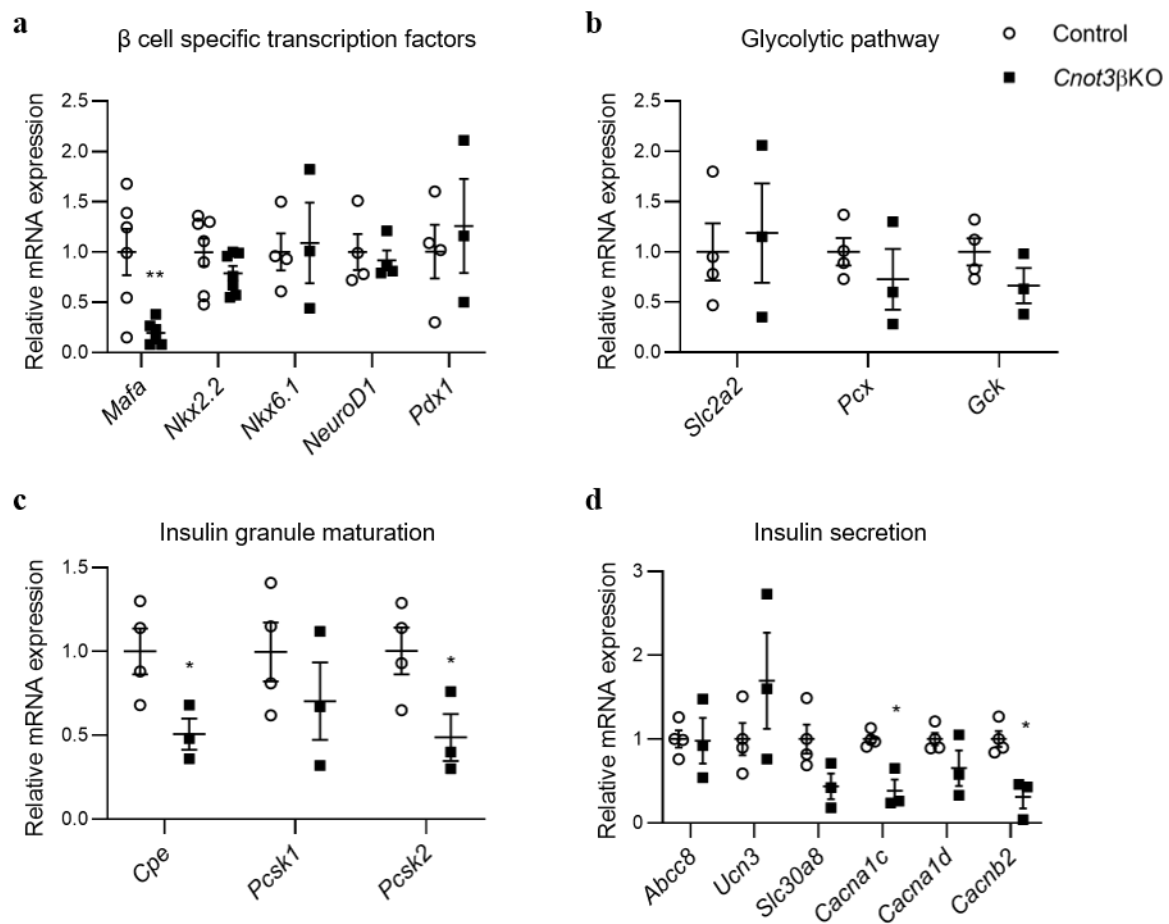 a
β cell specific transcription factors
Relative mRNA expression
2.5
2.0
1.5
1.0
0.5
0.0
**
Mafa
Nkx2.2
Nkx6.1
NeuroD1
Pdx1
b
Glycolytic pathway
Control
Cnot3βKO
Relative mRNA expression
2.5
2.0
1.5
1.0
0.5
0.0
Slc2a2
Pcx
Gck
c
Insulin granule maturation
Relative mRNA expression
1.5
1.0
0.5
0.0
*
*
Cpe
Pcsk1
Pcsk2
d
Insulin secretion
Relative mRNA expression
3
2
1
0
*
*
Abcc8
Ucn3
Slc30a8
Cacna1c
Cacna1d
Cacnb2